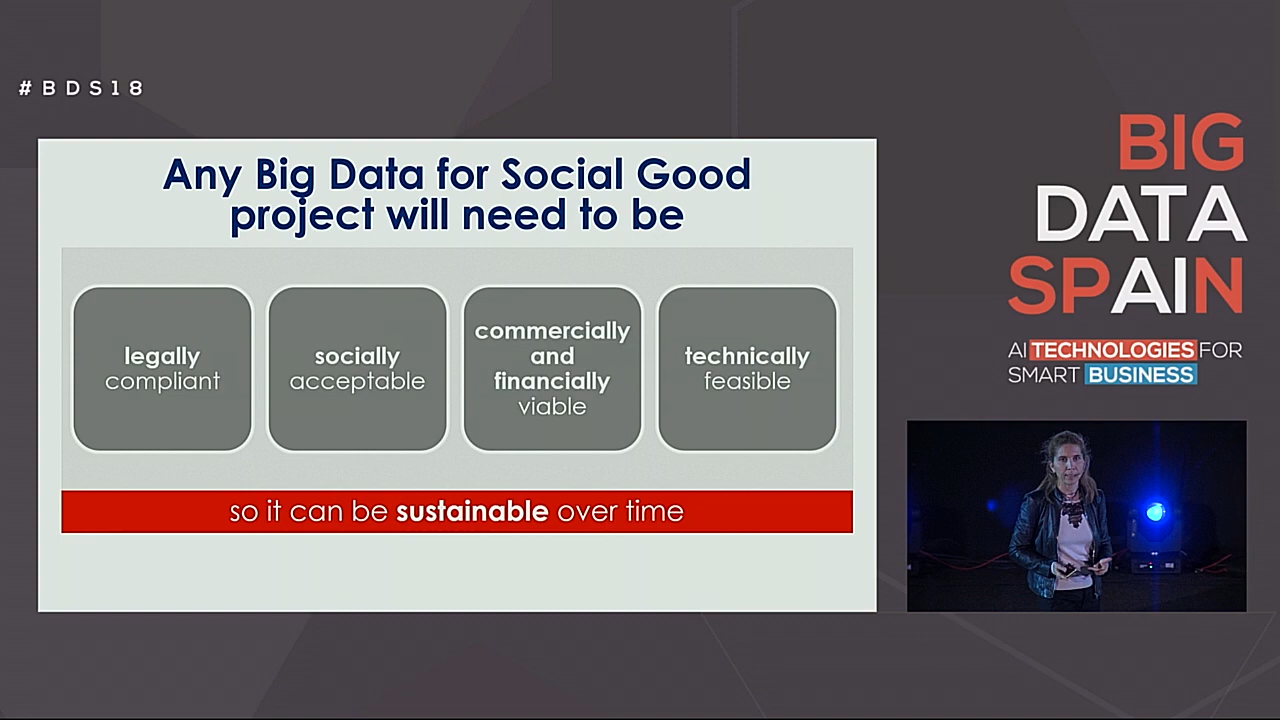 #BDS18
Any Big Data for Social Good
project will need to be
legally
compliant
socially
acceptable
commercially
and
financially
viable
technically
feasible
so it can be sustainable over time
BIG
DATA
SPAIN
AI TECHNOLOGIES FOR
SMART BUSINESS